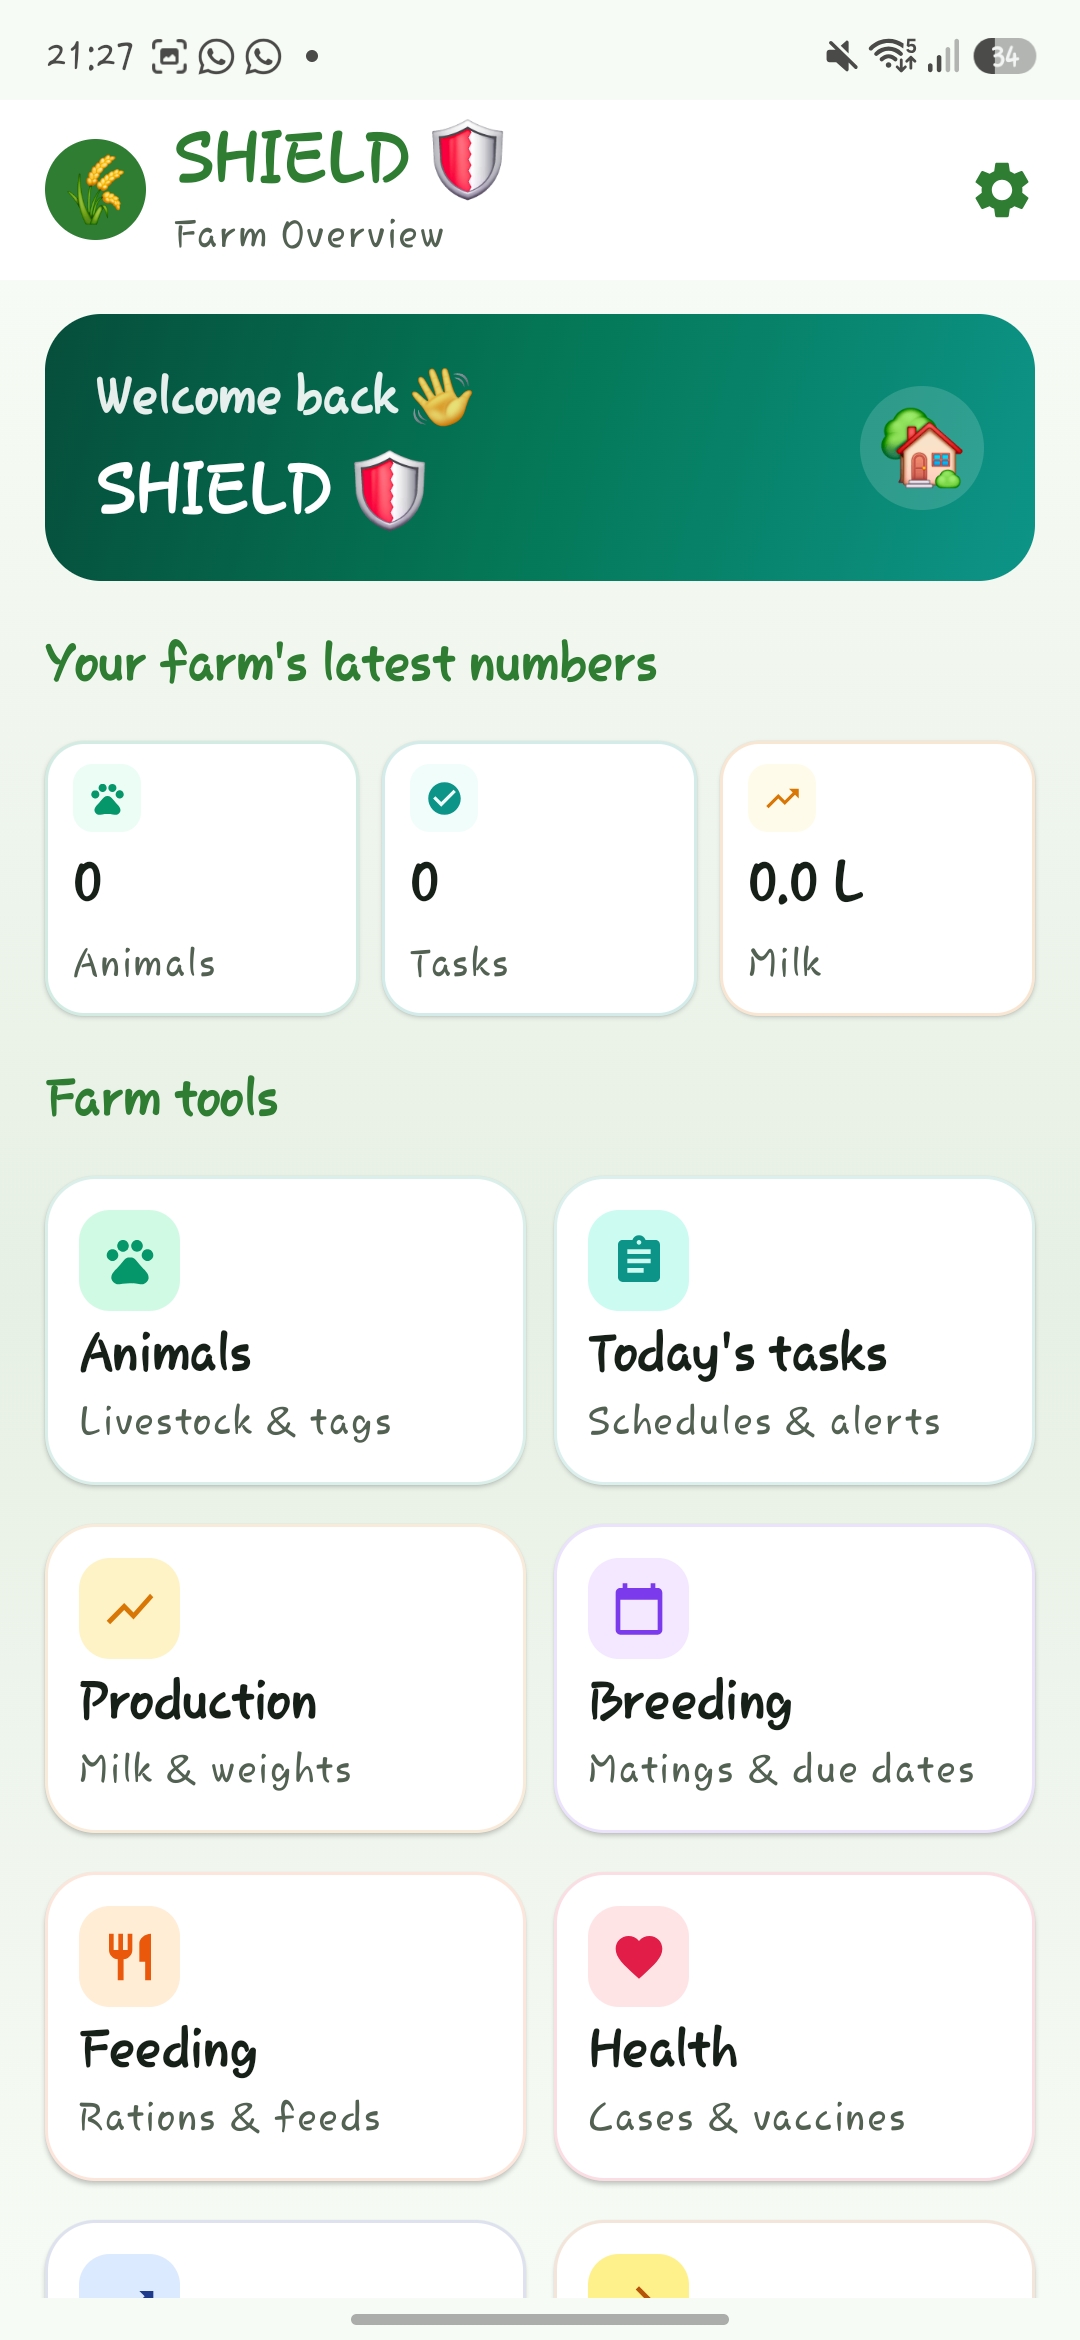 21:27
5
34
SHIELD 🛡️
Farm Overview
Welcome back 👋
SHIELD 🛡️
Your farm's latest numbers
0
Animals
0
Tasks
0.0 L
Milk
Farm tools
Animals
Livestock & tags
Today's tasks
Schedules & alerts
Production
Milk & weights
Breeding
Matings & due dates
Feeding
Rations & feeds
Health
Cases & vaccines